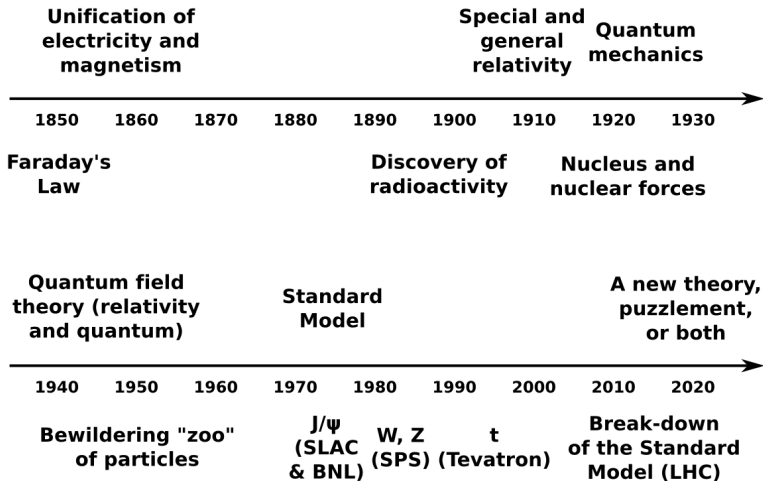 Unification of
electricity and
magnetism
Special and
general
relativity
Quantum
mechanics
1850 1860 1870 1880 1890 1900 1910 1920 1930
Faraday's
Law
Discovery of
radioactivity
Nucleus and
nuclear forces
Quantum field
theory (relativity
and quantum)
Standard
Model
A new theory,
puzzlement,
or both
1940 1950 1960 1970 1980 1990 2000 2010 2020
Bewildering "zoo"
of particles
J/ψ
(SLAC
& BNL)
W, Z
(SPS)
t
(Tevatron)
Break-down
of the Standard
Model (LHC)